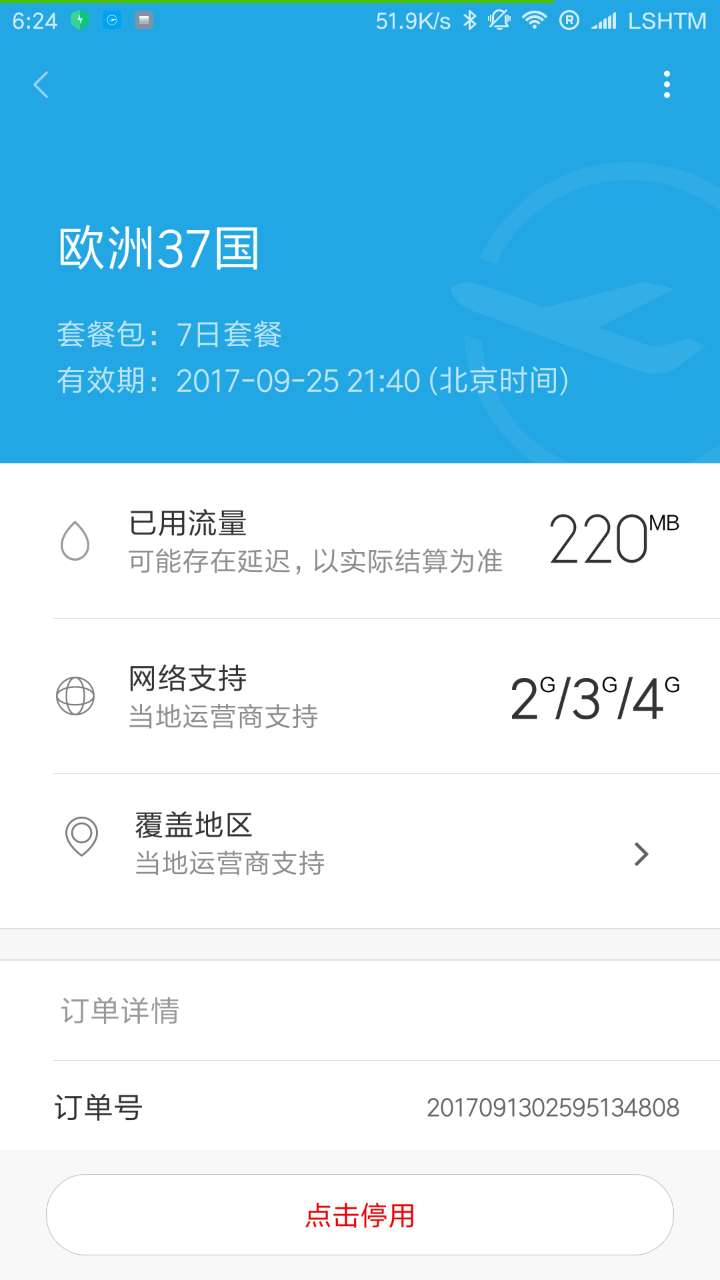 6:24 51.9K/s R LSHTM
欧洲37国
套餐包：7日套餐
有效期：2017-09-25 21:40 (北京时间)
已用流量
可能存在延迟，以实际结算为准
220MB
网络支持
当地运营商支持
2G/3G/4G
覆盖地区
当地运营商支持
订单详情
订单号 2017091302595134808
点击停用